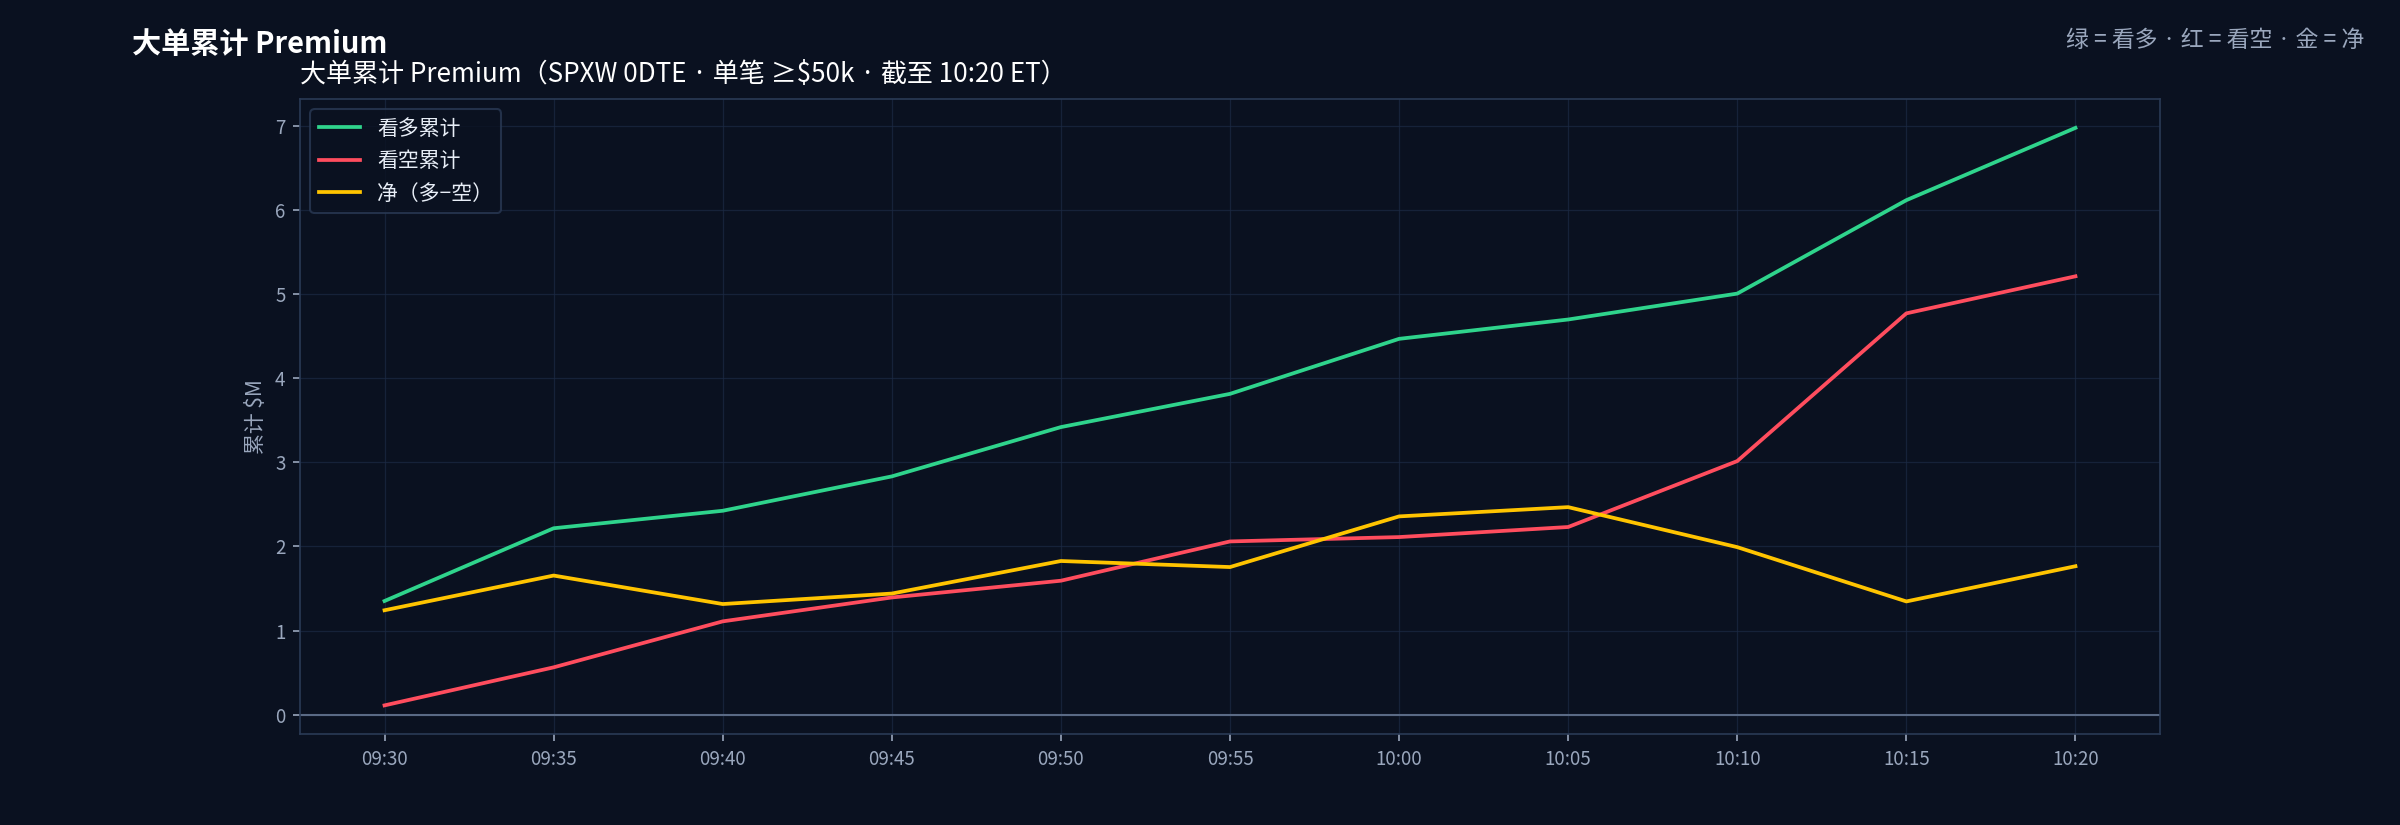 大单累计 Premium
绿 = 看多 · 红 = 看空 · 金 = 净
大单累计 Premium（SPXW 0DTE · 单笔 ≥$50k · 截至 10:20 ET）
看多累计
看空累计
净（多−空）
累计 $M
7
6
5
4
3
2
1
0
09:30 09:35 09:40 09:45 09:50 09:55 10:00 10:05 10:10 10:15 10:20